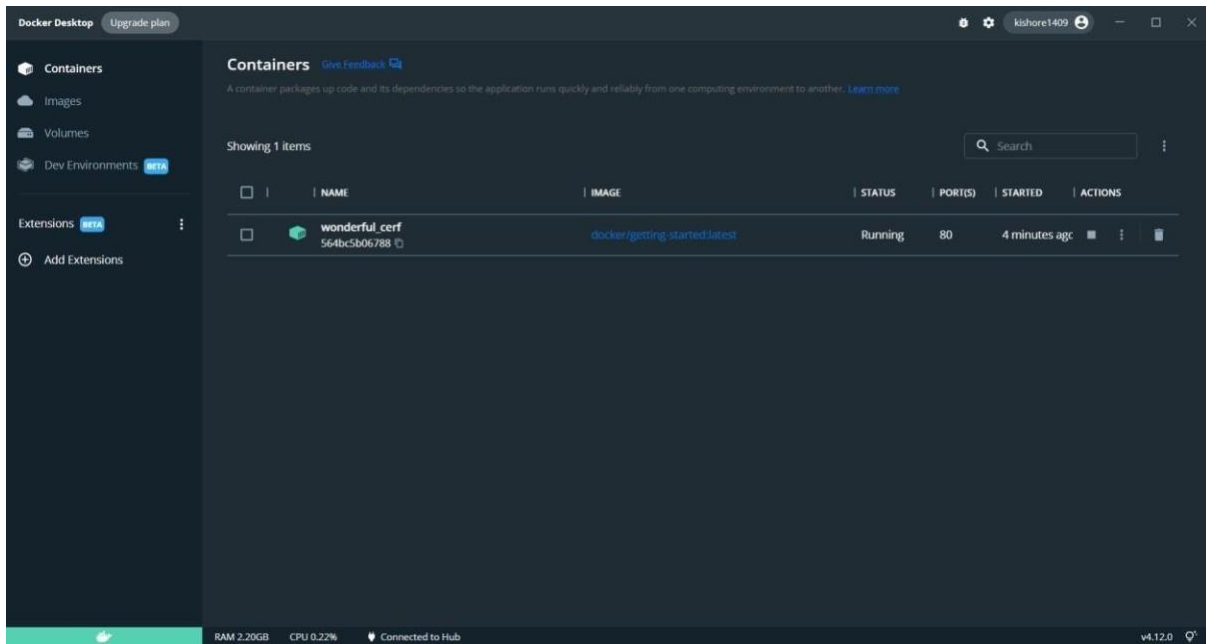 Docker Desktop Upgrade plan kishore1409
Containers
Images
Volumes
Dev Environments BETA
Extensions BETA
Add Extensions
Containers Give Feedback
A container packages up code and its dependencies so the application runs quickly and reliably from one computing environment to another. Learn more
Showing 1 items Search
NAME IMAGE STATUS PORT(S) STARTED ACTIONS
wonderful_cerf docker/getting-started:latest Running 80 4 minutes agc
564bc5b06788
RAM 2.20GB CPU 0.22% Connected to Hub v4.12.0